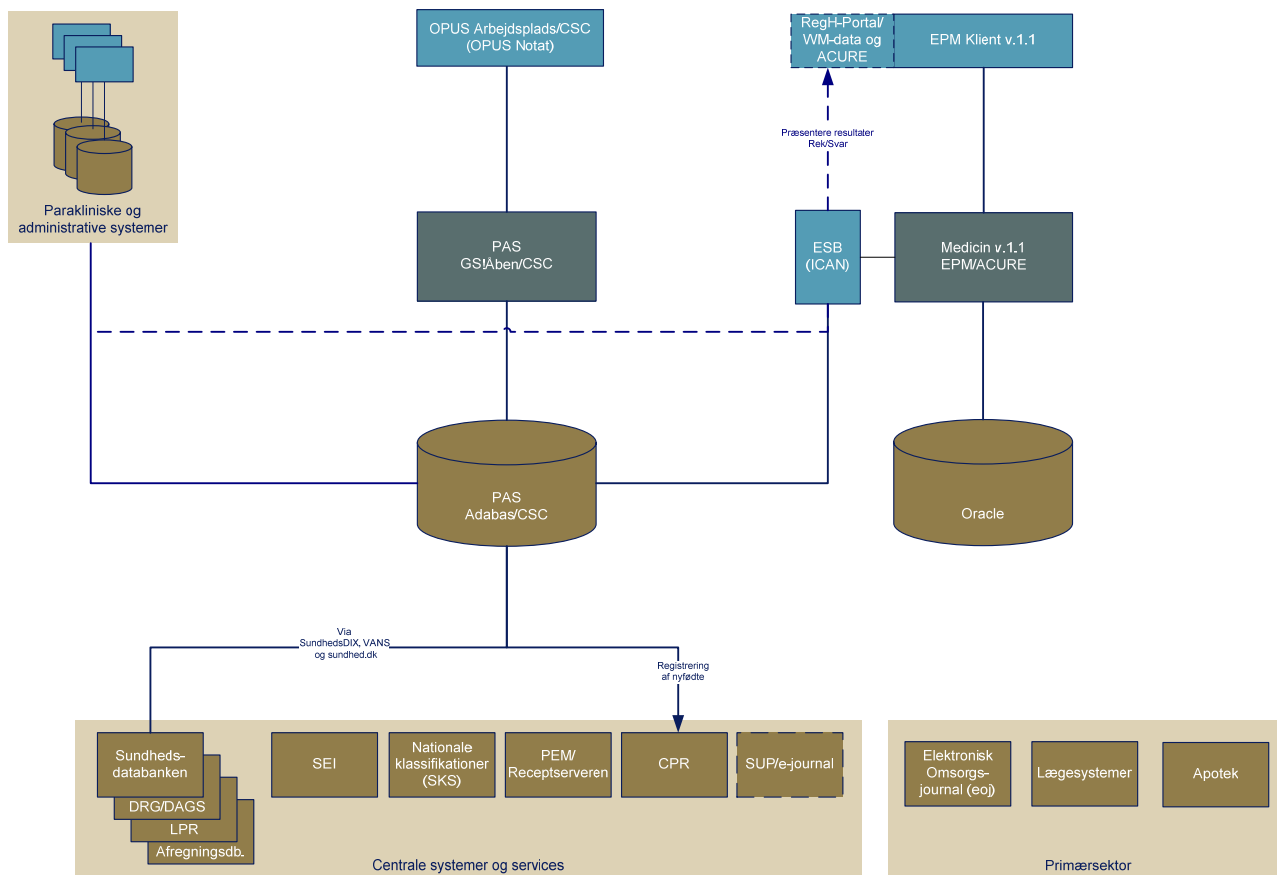 OPUS Arbejdsplads/CSC
(OPUS Notat)
RegH-Portal/
WM-data og
ACURE
EPM Klient v.1.1
Præsentere resultater
Rek/Svar
Parakliniske og
administrative systemer
PAS
GS!Åben/CSC
ESB
(ICAN)
Medicin v.1.1
EPM/ACURE
PAS
Adabas/CSC
Oracle
Via
SundhedsDIX, VANS
og sundhed.dk
Registrering
af nyfødte
Sundheds-
databanken
DRG/DAGS
LPR
Afregningsdb.
SEI
Nationale
klassifikationer
(SKS)
PEM/
Receptserveren
CPR
SUP/e-journal
Centrale systemer og services
Elektronisk
Omsorgs-
journal (eoj)
Lægesystemer
Apotek
Primærsektor